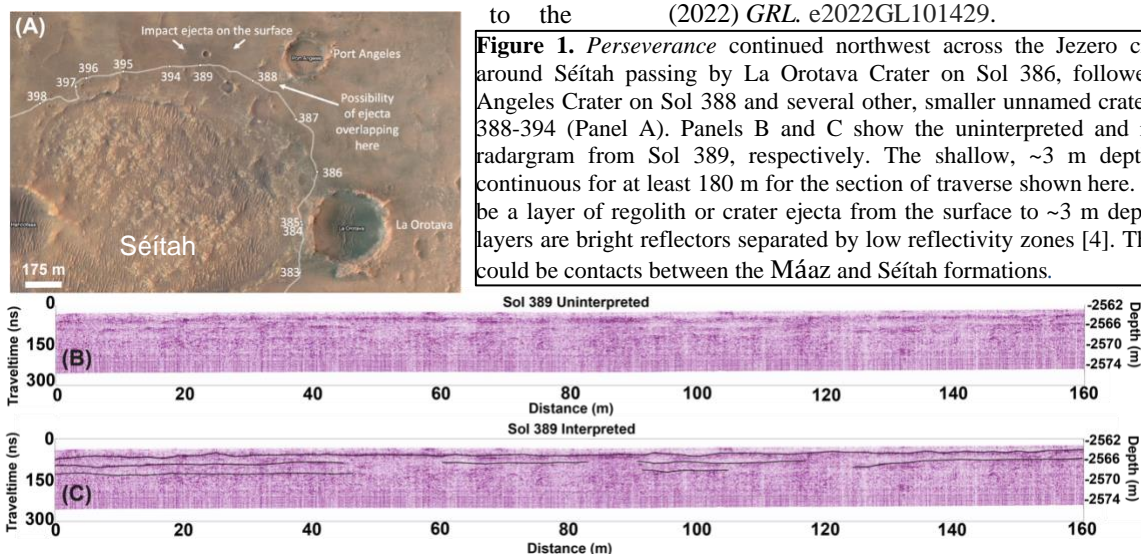 to the (2022) GRL. e2022GL101429.
Figure 1. Perseverance continued northwest across the Jezero c
around Séítah passing by La Orotava Crater on Sol 386, followe
Angeles Crater on Sol 388 and several other, smaller unnamed crate
388-394 (Panel A). Panels B and C show the uninterpreted and
radargram from Sol 389, respectively. The shallow, ~3 m dept
continuous for at least 180 m for the section of traverse shown here.
be a layer of regolith or crater ejecta from the surface to ~3 m dep
layers are bright reflectors separated by low reflectivity zones [4]. Th
could be contacts between the Máaz and Séítah formations.
(A)
Impact ejecta on the surface
Port Angeles
396
395
394
389
388
397
398
Possibility
of ejecta
overlapping
here
387
386
385
384
383
La Orotava
La Orotava
Séítah
175 m
Sol 389 Uninterpreted
Traveltime (ns)
0
150
300
(B)
-2562
-2566
-2570
-2574
Depth (m)
0 20 40 60 80 100 120 140 160
Distance (m)
Sol 389 Interpreted
Traveltime (ns)
0
150
300
(C)
-2562
-2566
-2570
-2574
Depth (m)
0 20 40 60 80 100 120 140 160
Distance (m)